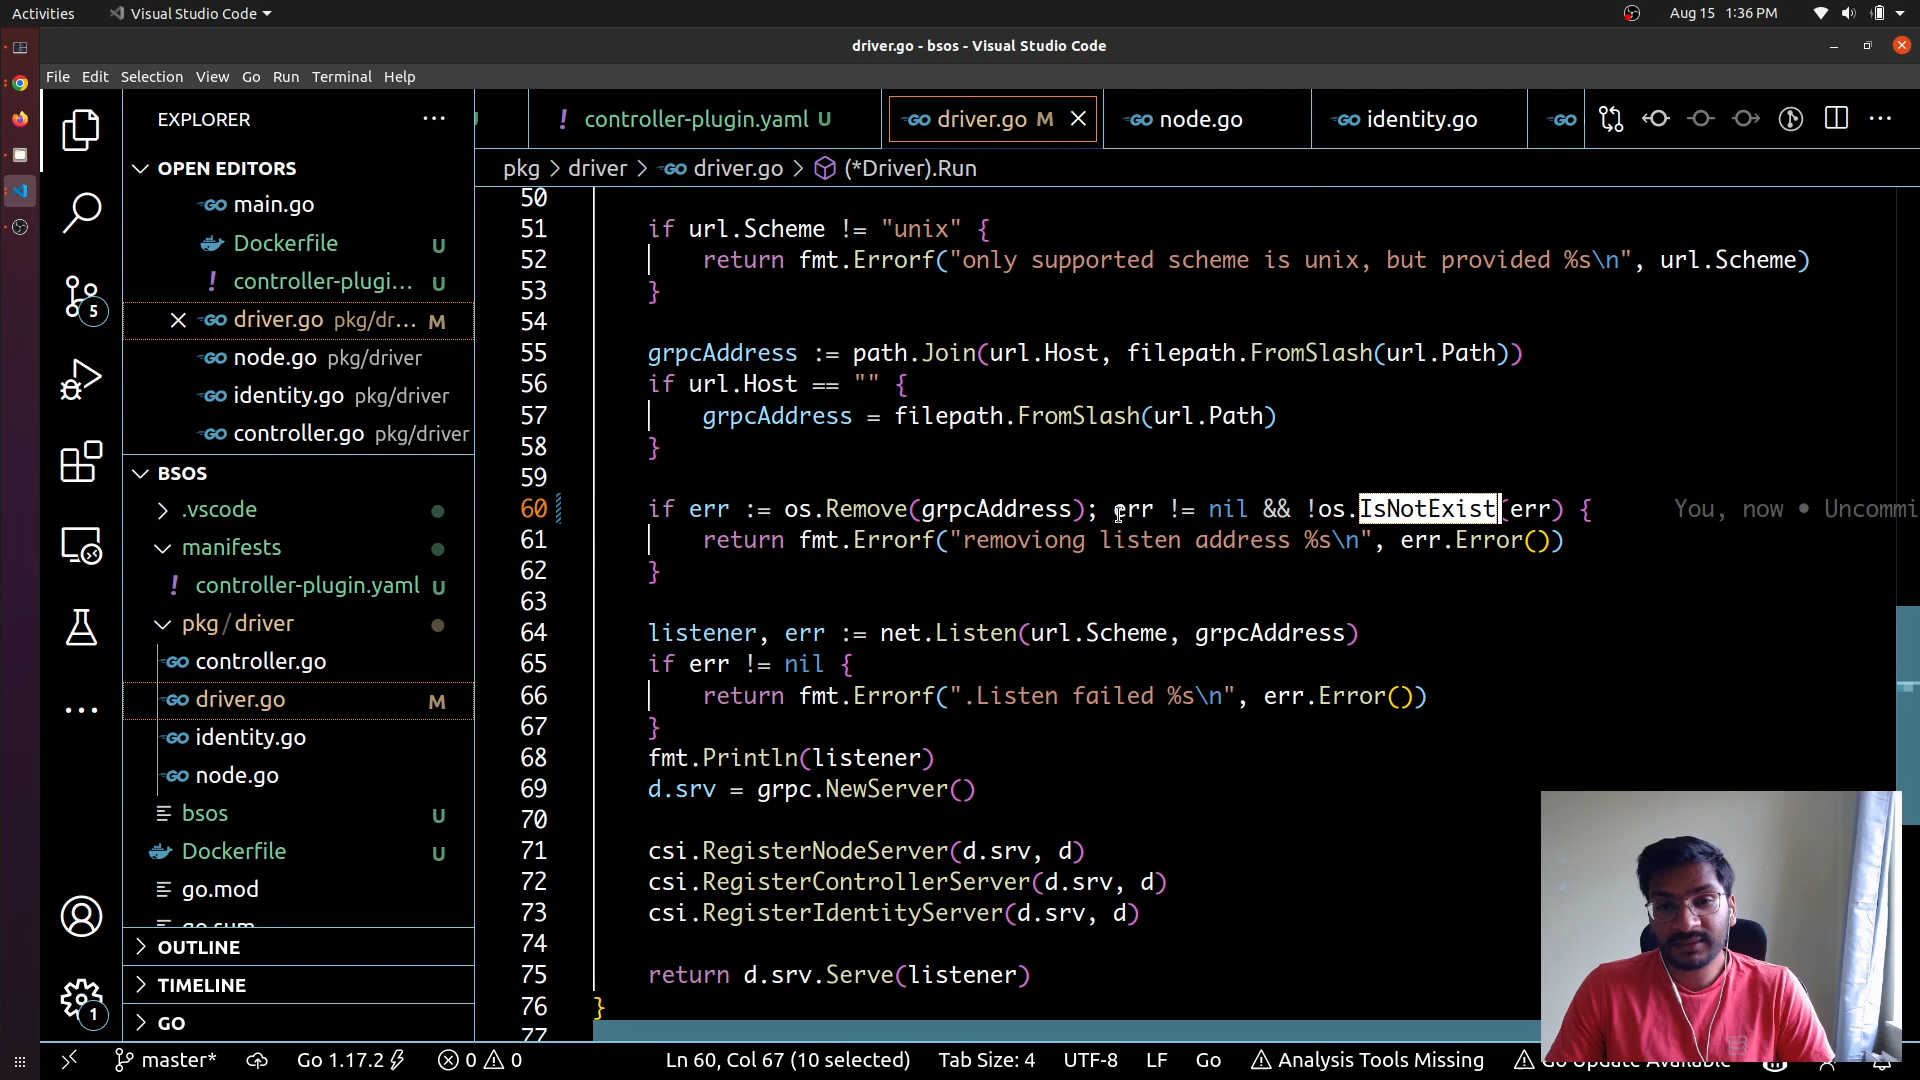 Activities
Visual Studio Code
Aug 15 1:36 PM
driver.go - bsos - Visual Studio Code
File Edit Selection View Go Run Terminal Help
EXPLORER
controller-plugin.yaml U
driver.go M
node.go
identity.go
pkg > driver > driver.go > (*Driver).Run
OPEN EDITORS
main.go
Dockerfile U
controller-plugi... U
driver.go pkg/dr... M
node.go pkg/driver
identity.go pkg/driver
controller.go pkg/driver
BSOS
.vscode
manifests
controller-plugin.yaml U
pkg / driver
controller.go
driver.go M
identity.go
node.go
bsos U
Dockerfile U
go.mod
go.sum
OUTLINE
TIMELINE
GO
5
1
50
51 if url.Scheme != "unix" {
52 return fmt.Errorf("only supported scheme is unix, but provided %s\n", url.Scheme)
53 }
54
55 grpcAddress := path.Join(url.Host, filepath.FromSlash(url.Path))
56 if url.Host == "" {
57 grpcAddress = filepath.FromSlash(url.Path)
58 }
59
60 if err := os.Remove(grpcAddress); err != nil && !os.IsNotExist(err) { You, now • Uncommi
61 return fmt.Errorf("removiong listen address %s\n", err.Error())
62 }
63
64 listener, err := net.Listen(url.Scheme, grpcAddress)
65 if err != nil {
66 return fmt.Errorf(".Listen failed %s\n", err.Error())
67 }
68 fmt.Println(listener)
69 d.srv = grpc.NewServer()
70
71 csi.RegisterNodeServer(d.srv, d)
72 csi.RegisterControllerServer(d.srv, d)
73 csi.RegisterIdentityServer(d.srv, d)
74
75 return d.srv.Serve(listener)
76 }
77
master* Go 1.17.2 0 0 Ln 60, Col 67 (10 selected) Tab Size: 4 UTF-8 LF Go Analysis Tools Missing Go Update Available